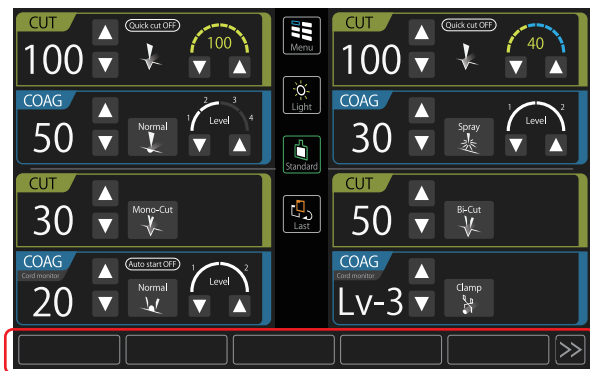 CUT
Quick cut OFF
100
100
COAG
50
Normal
1 2 3 4
Level
CUT
30
Mono-Cut
COAG
Cord monitor
20
Auto start OFF
Normal
1 2
Level
Menu
Light
Standard
Last
CUT
Quick cut OFF
100
40
COAG
30
Spray
1 2
Level
CUT
50
Bi-Cut
COAG
Cord monitor
Lv-3
Clamp
>>